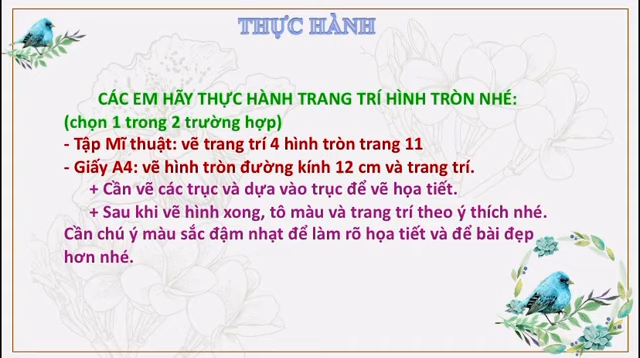 THỰC HÀNH
CÁC EM HÃY THỰC HÀNH TRANG TRÍ HÌNH TRÒN NHÉ:
(chọn 1 trong 2 trường hợp)
- Tập Mĩ thuật: vẽ trang trí 4 hình tròn trang 11
- Giấy A4: vẽ hình tròn đường kính 12 cm và trang trí.
+ Cần vẽ các trục và dựa vào trục để vẽ họa tiết.
+ Sau khi vẽ hình xong, tô màu và trang trí theo ý thích nhé.
Cần chú ý màu sắc đậm nhạt để làm rõ họa tiết và để bài đẹp
hơn nhé.